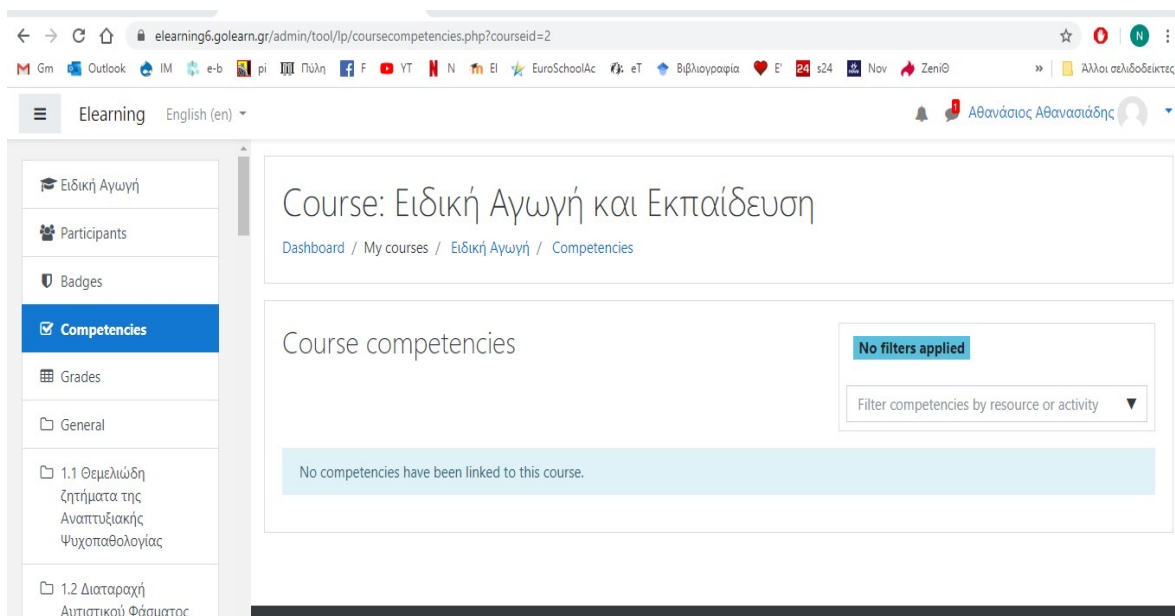 elearning6.golearn.gr/admin/tool/lp/coursecompetencies.php?courseid=2
Gm Outlook IM e-b pi Πύλη F YT N El EuroSchoolAc eT Βιβλιογραφία E' 24 s24 Nov ZeniΘ » Άλλοι σελιδοδείκτες
Elearning English (en) 1 Αθανάσιος Αθανασιάδης
Ειδική Αγωγή
Participants
Badges
Competencies
Grades
General
1.1 Θεμελιώδη
ζητήματα της
Αναπτυξιακής
Ψυχοπαθολογίας
1.2 Διαταραχή
Αυτιστικού Φάσματος
Course: Ειδική Αγωγή και Εκπαίδευση
Dashboard / My courses / Ειδική Αγωγή / Competencies
Course competencies
No filters applied
Filter competencies by resource or activity
No competencies have been linked to this course.